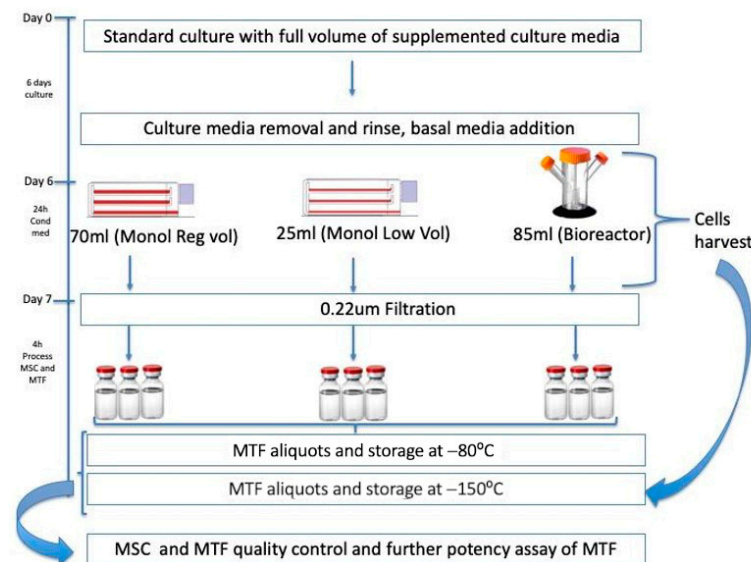 Day 0
Standard culture with full volume of supplemented culture media
6 days
culture
Culture media removal and rinse, basal media addition
Day 6
24h
Cond
med
70ml (Monol Reg vol)
25ml (Monol Low Vol)
85ml (Bioreactor)
Cells
harvest
Day 7
0.22um Filtration
4h
Process
MSC and
MTF
MTF aliquots and storage at −80⁰C
MTF aliquots and storage at −150⁰C
MSC and MTF quality control and further potency assay of MTF